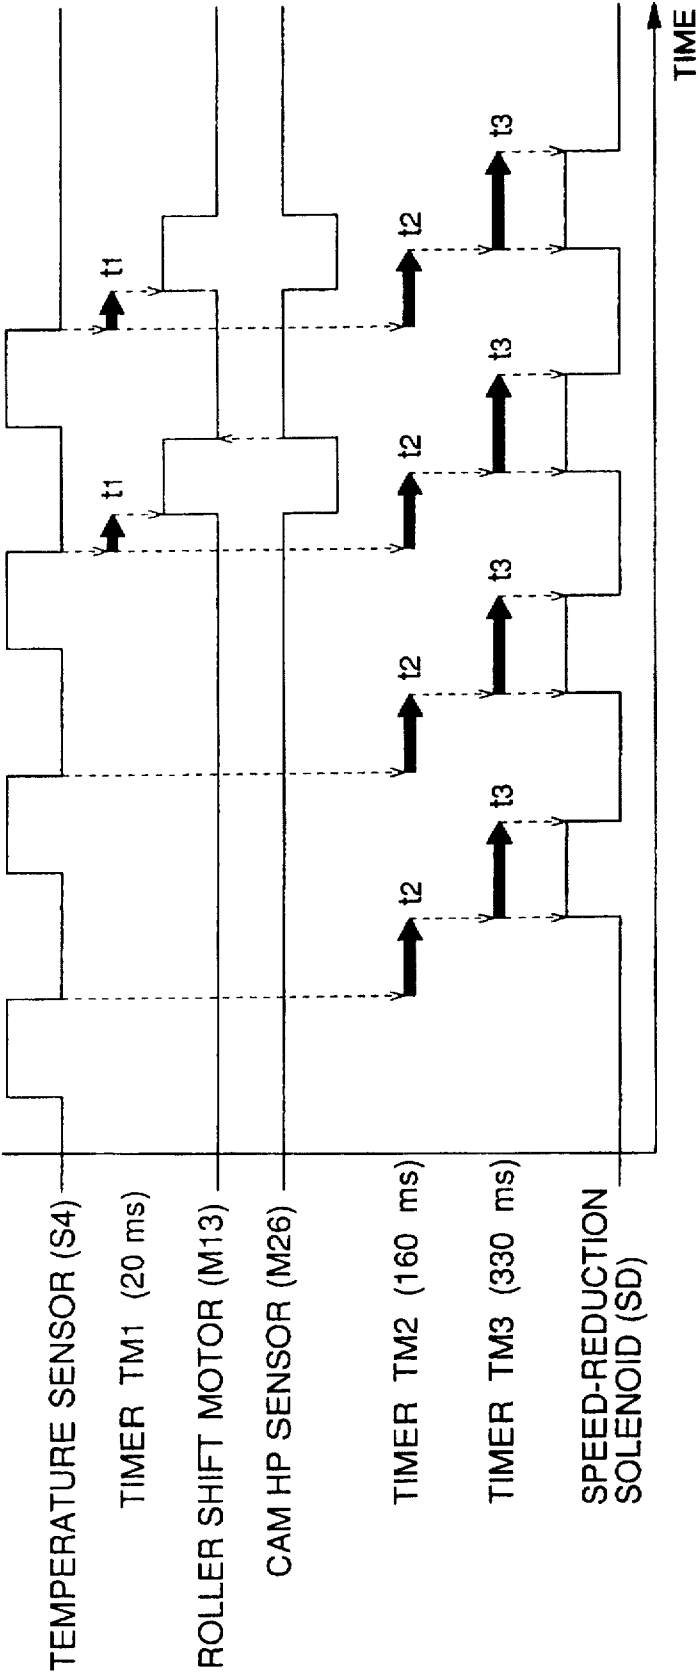 TEMPERATURE SENSOR (S4)
TIMER TM1 (20 ms)
t1
t1
ROLLER SHIFT MOTOR (M13)
CAM HP SENSOR (M26)
TIMER TM2 (160 ms)
t2
t2
t2
t2
TIMER TM3 (330 ms)
t3
t3
t3
t3
SPEED-REDUCTION
SOLENOID (SD)
TIME